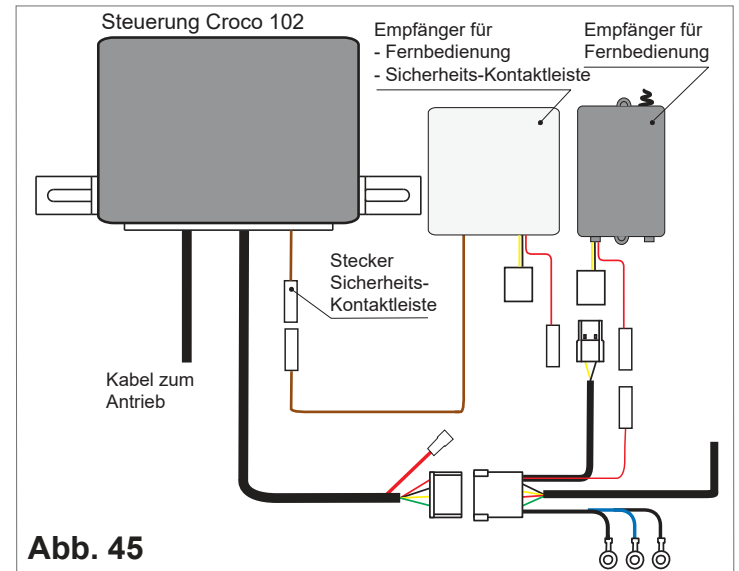 Steuerung Croco 102
Empfänger für
- Fernbedienung
- Sicherheits-Kontaktleiste
Empfänger für
Fernbedienung
Stecker
Sicherheits-
Kontaktleiste
Kabel zum
Antrieb
Abb. 45